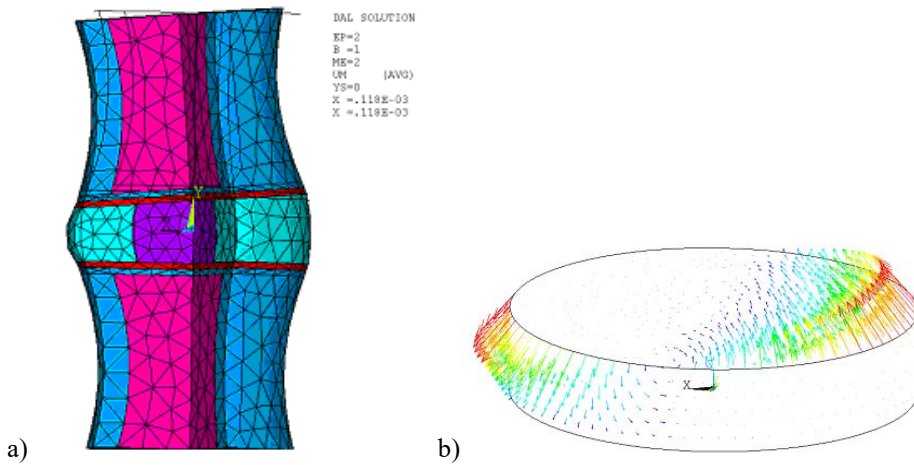 DAL SOLUTION
EP=2
B =1
ME=2
UM (AVG)
YS=0
X =.118E-03
X =.118E-03
Y
X
a)
b)